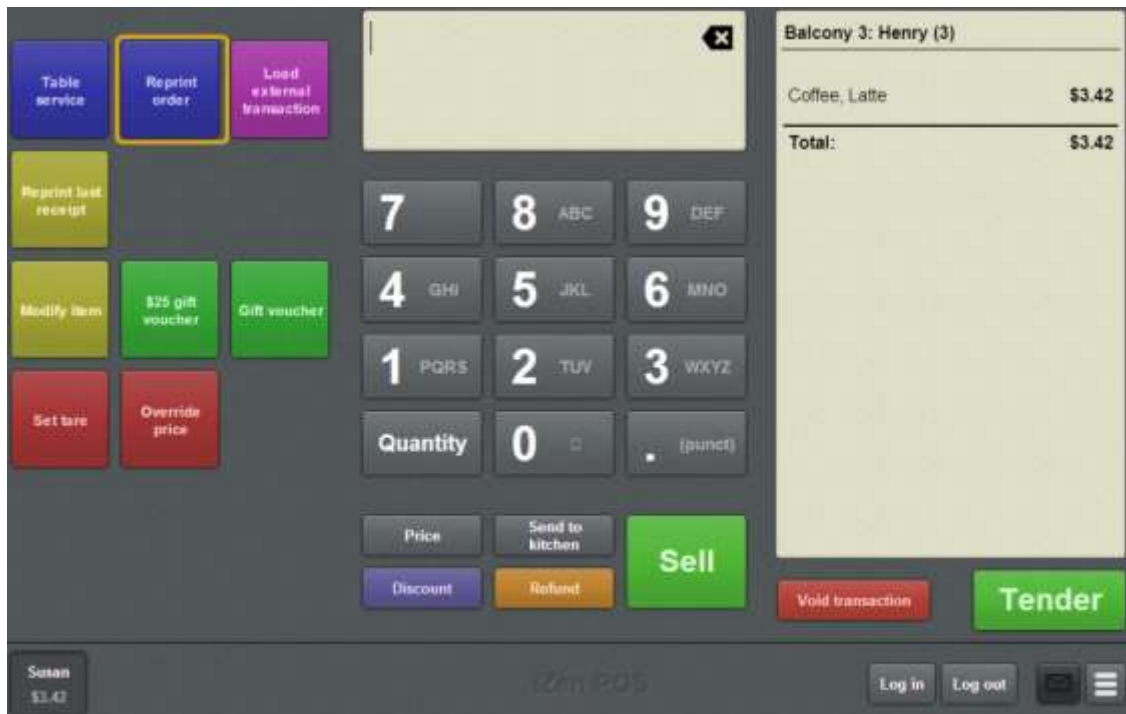 Table
service
Reprint
order
Load
external
transaction
Reprint last
receipt
Modify item
$25 gift
voucher
Gift voucher
Set tare
Override
price
7
8 ABC
9 DEF
4 GHI
5 JKL
6 MNO
1 PQRS
2 TUV
3 WXYZ
Quantity
0
. (punct)
Price
Send to
kitchen
Sell
Discount
Refund
Balcony 3: Henry (3)
Coffee, Latte $3.42
Total: $3.42
Void transaction
Tender
Susan
$3.42
iZen POS
Log in
Log out